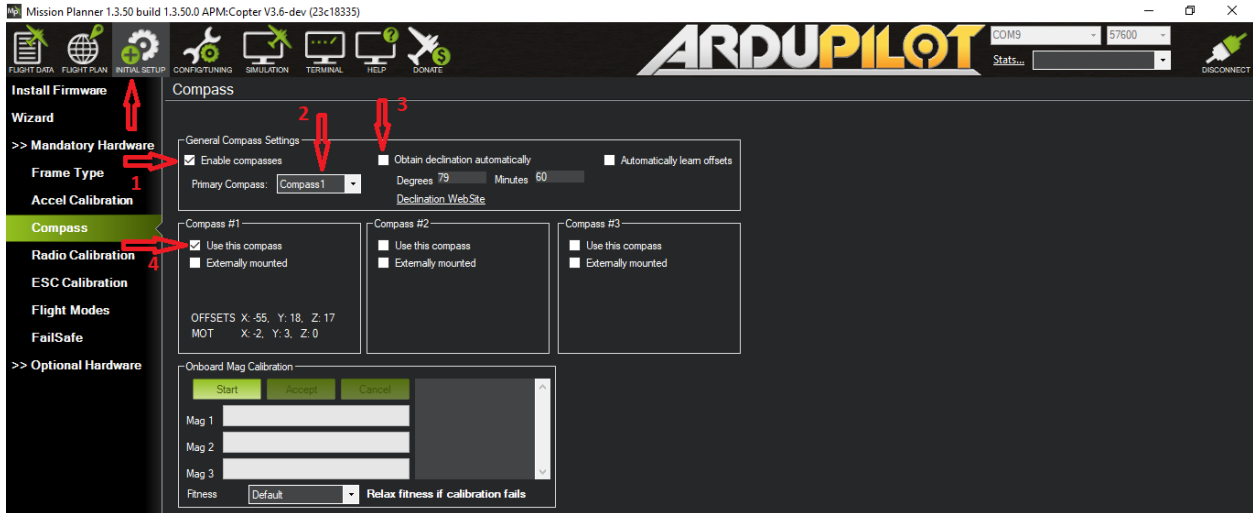 Mission Planner 1.3.50 build 1.3.50.0 APM:Copter V3.6-dev (23c18335)
FLIGHT DATA FLIGHT PLAN INITIAL SETUP CONFIG/TUNING SIMULATION TERMINAL HELP DONATE
ARDUPILOT
COM9 57600
Stats...
DISCONNECT
Install Firmware
Wizard
>> Mandatory Hardware
Frame Type
Accel Calibration
Compass
Radio Calibration
ESC Calibration
Flight Modes
FailSafe
>> Optional Hardware
Compass
2
3
General Compass Settings
Enable compasses
Obtain declination automatically
Automatically learn offsets
1
Primary Compass: Compass1
Degrees 79 Minutes 60
Declination WebSite
Compass #1
Use this compass
4
Externally mounted
OFFSETS X: -55, Y: 18, Z: 17
MOT X: -2, Y: 3, Z: 0
Compass #2
Use this compass
Externally mounted
Compass #3
Use this compass
Externally mounted
Onboard Mag Calibration
Start Accept Cancel
Mag 1
Mag 2
Mag 3
Fitness Default Relax fitness if calibration fails